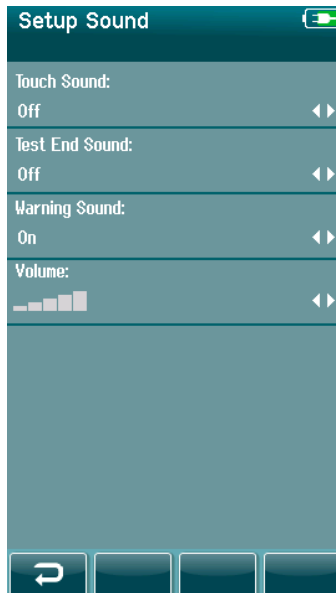 Setup Sound
Touch Sound:
Off
Test End Sound:
Off
Warning Sound:
On
Volume: